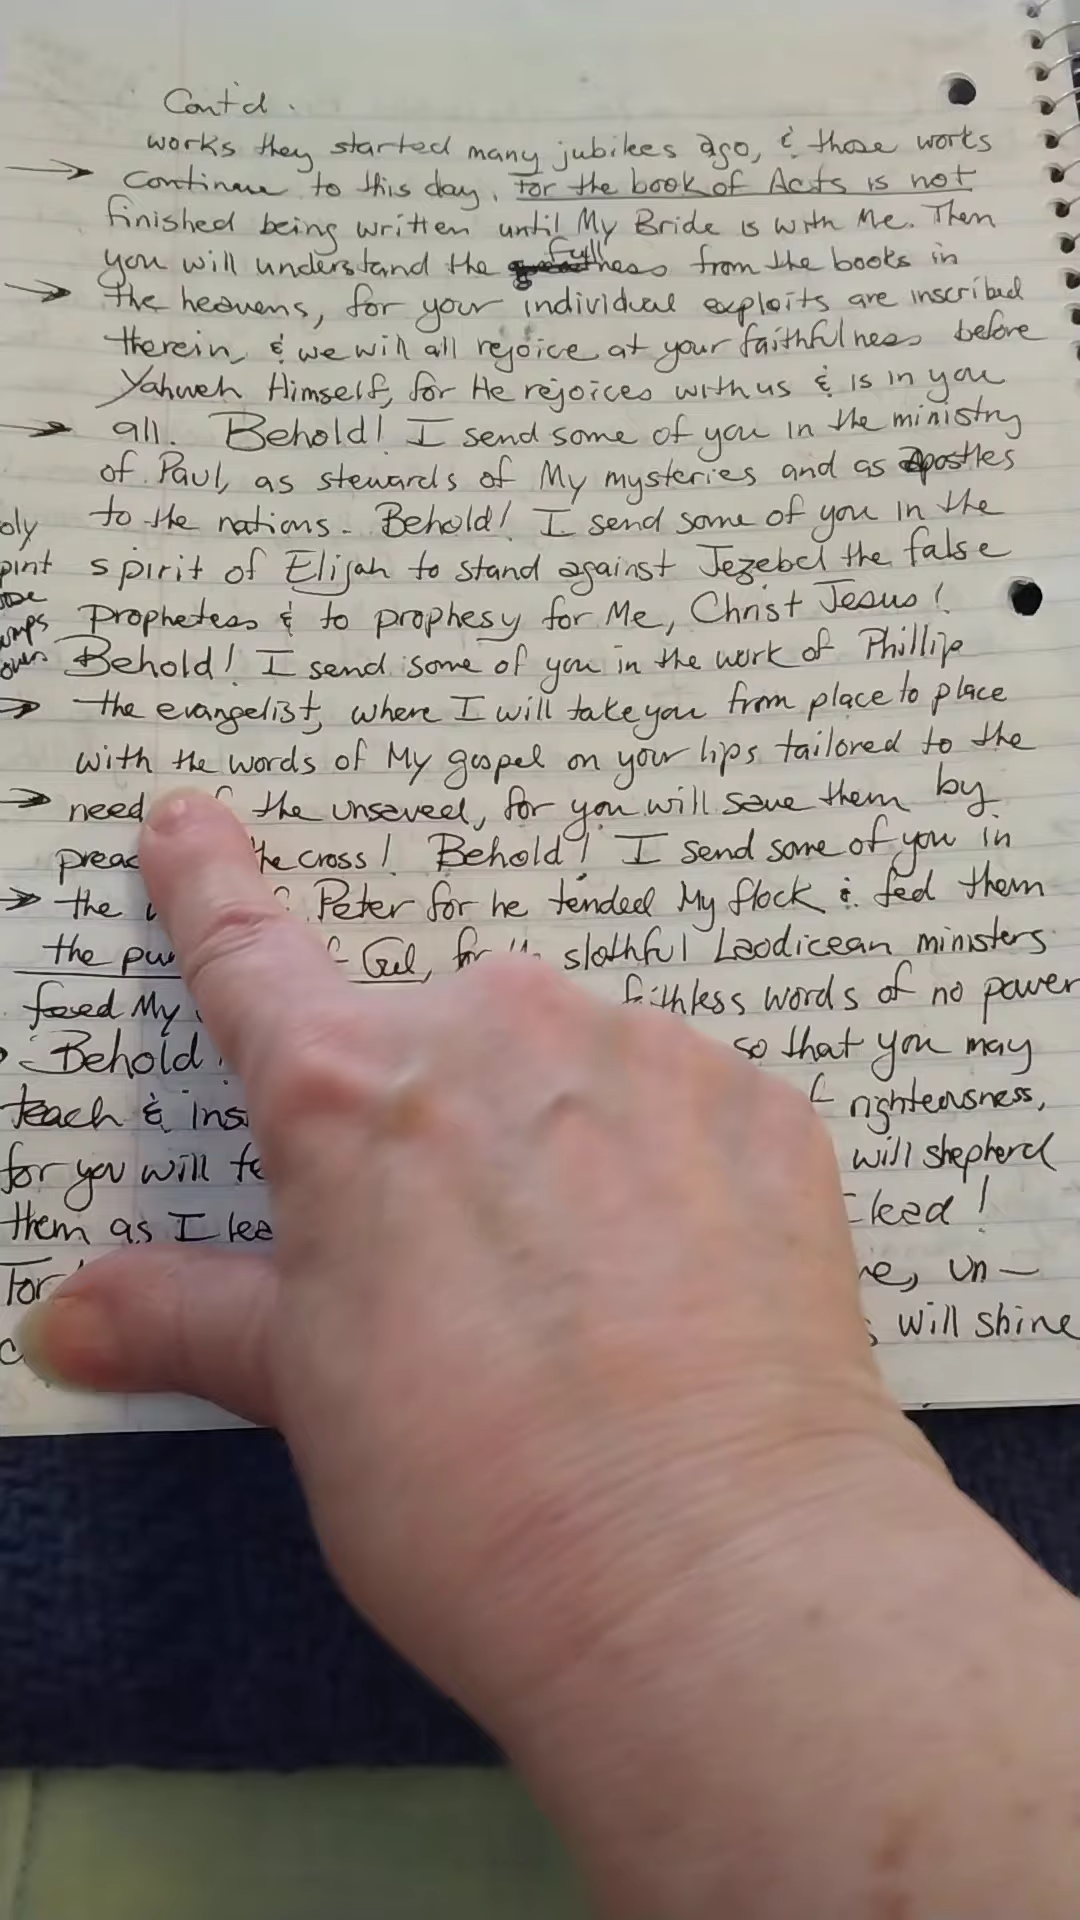 Cont'd.
works they started many jubilees ago, & those works
continue to this day. For the book of Acts is not
finished being written until My Bride is with Me. Then
you will understand the fullness from the books in
the heavens, for your individual exploits are inscribed
therein, & we will all rejoice at your faithfulness before
Yahweh Himself, for He rejoices with us & is in you
all. Behold! I send some of you in the ministry
of Paul, as stewards of My mysteries and as Apostles
to the nations. Behold! I send some of you in the
spirit of Elijah to stand against Jezebel the false
prophetess & to prophesy for Me, Christ Jesus!
Behold! I send some of you in the work of Phillip
the evangelist, where I will take you from place to place
with the words of My gospel on your lips tailored to the
need the unsaved, for you will save them by
the cross! Behold! I send some of you in
the Peter for he tended My flock & fed them
the slothful Laodicean ministers
feed My words of no power
Behold! so that you may
teach & righteousness,
for you will will shepherd
them as I lead!
un-
will shine